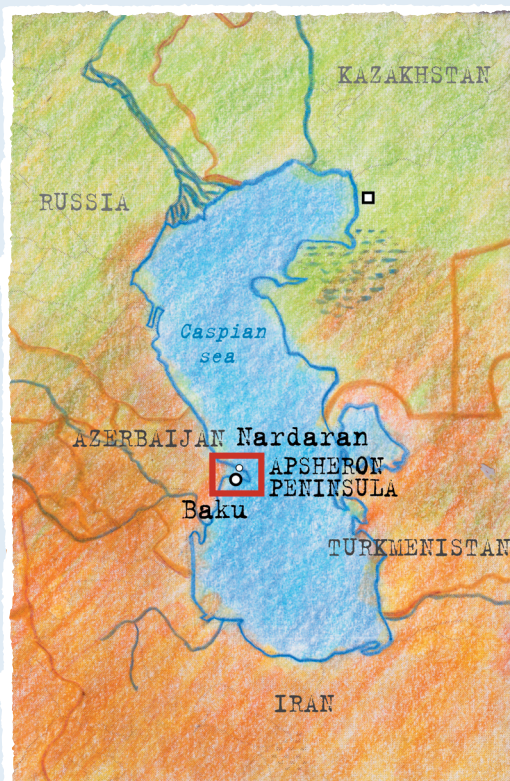 KAZAKHSTAN
RUSSIA
Caspian
sea
AZERBAIJAN
Nardaran
APSHERON
PENINSULA
Baku
TURKMENISTAN
IRAN